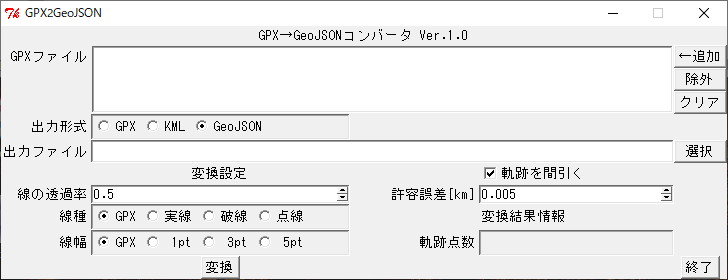 GPX2GeoJSON
GPX→GeoJSONコンバータ Ver.1.0
GPXファイル
←追加
除外
クリア
出力形式 GPX KML GeoJSON
出力ファイル 選択
変換設定 軌跡を間引く
線の透過率 0.5 許容誤差[km] 0.005
線種 GPX 実線 破線 点線 変換結果情報
線幅 GPX 1pt 3pt 5pt 軌跡点数
変換 終了